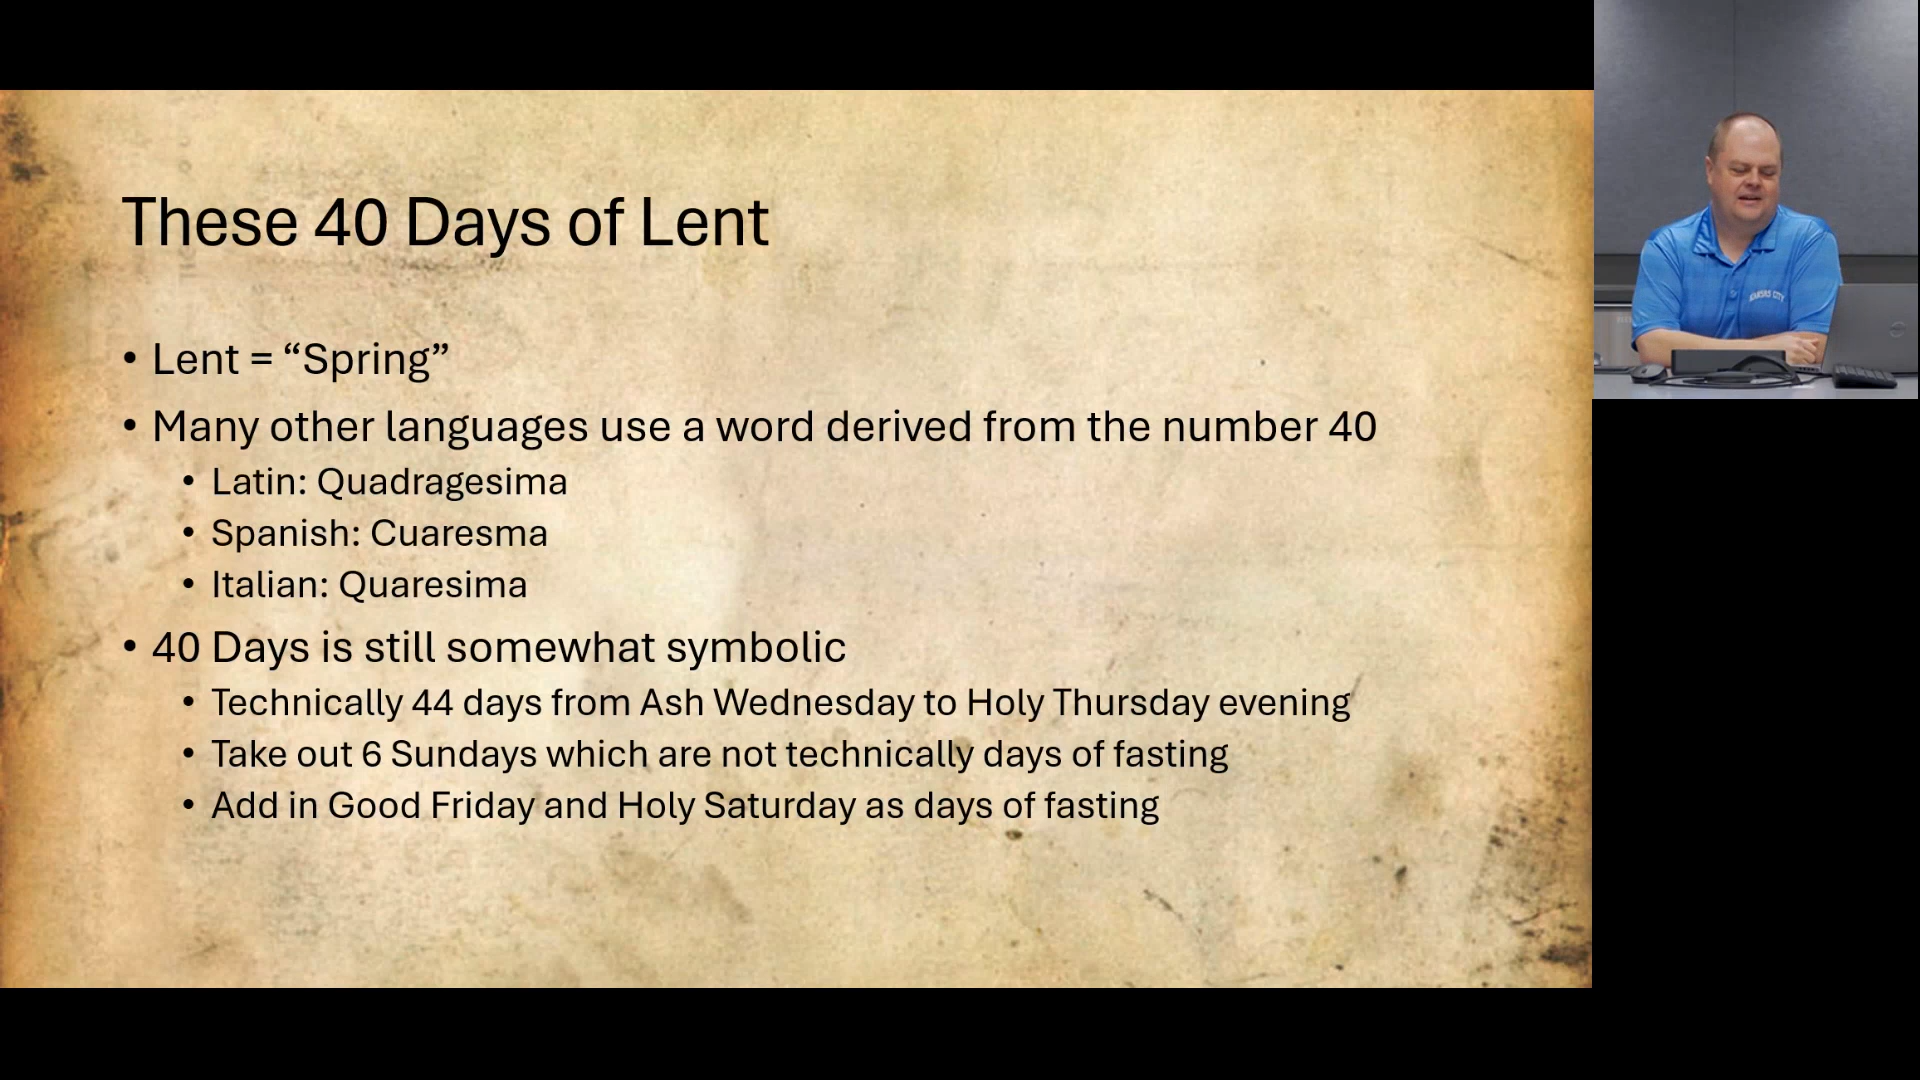 These 40 Days of Lent
• Lent = “Spring”
• Many other languages use a word derived from the number 40
• Latin: Quadragesima
• Spanish: Cuaresma
• Italian: Quaresima
• 40 Days is still somewhat symbolic
• Technically 44 days from Ash Wednesday to Holy Thursday evening
• Take out 6 Sundays which are not technically days of fasting
• Add in Good Friday and Holy Saturday as days of fasting
KANSAS CITY